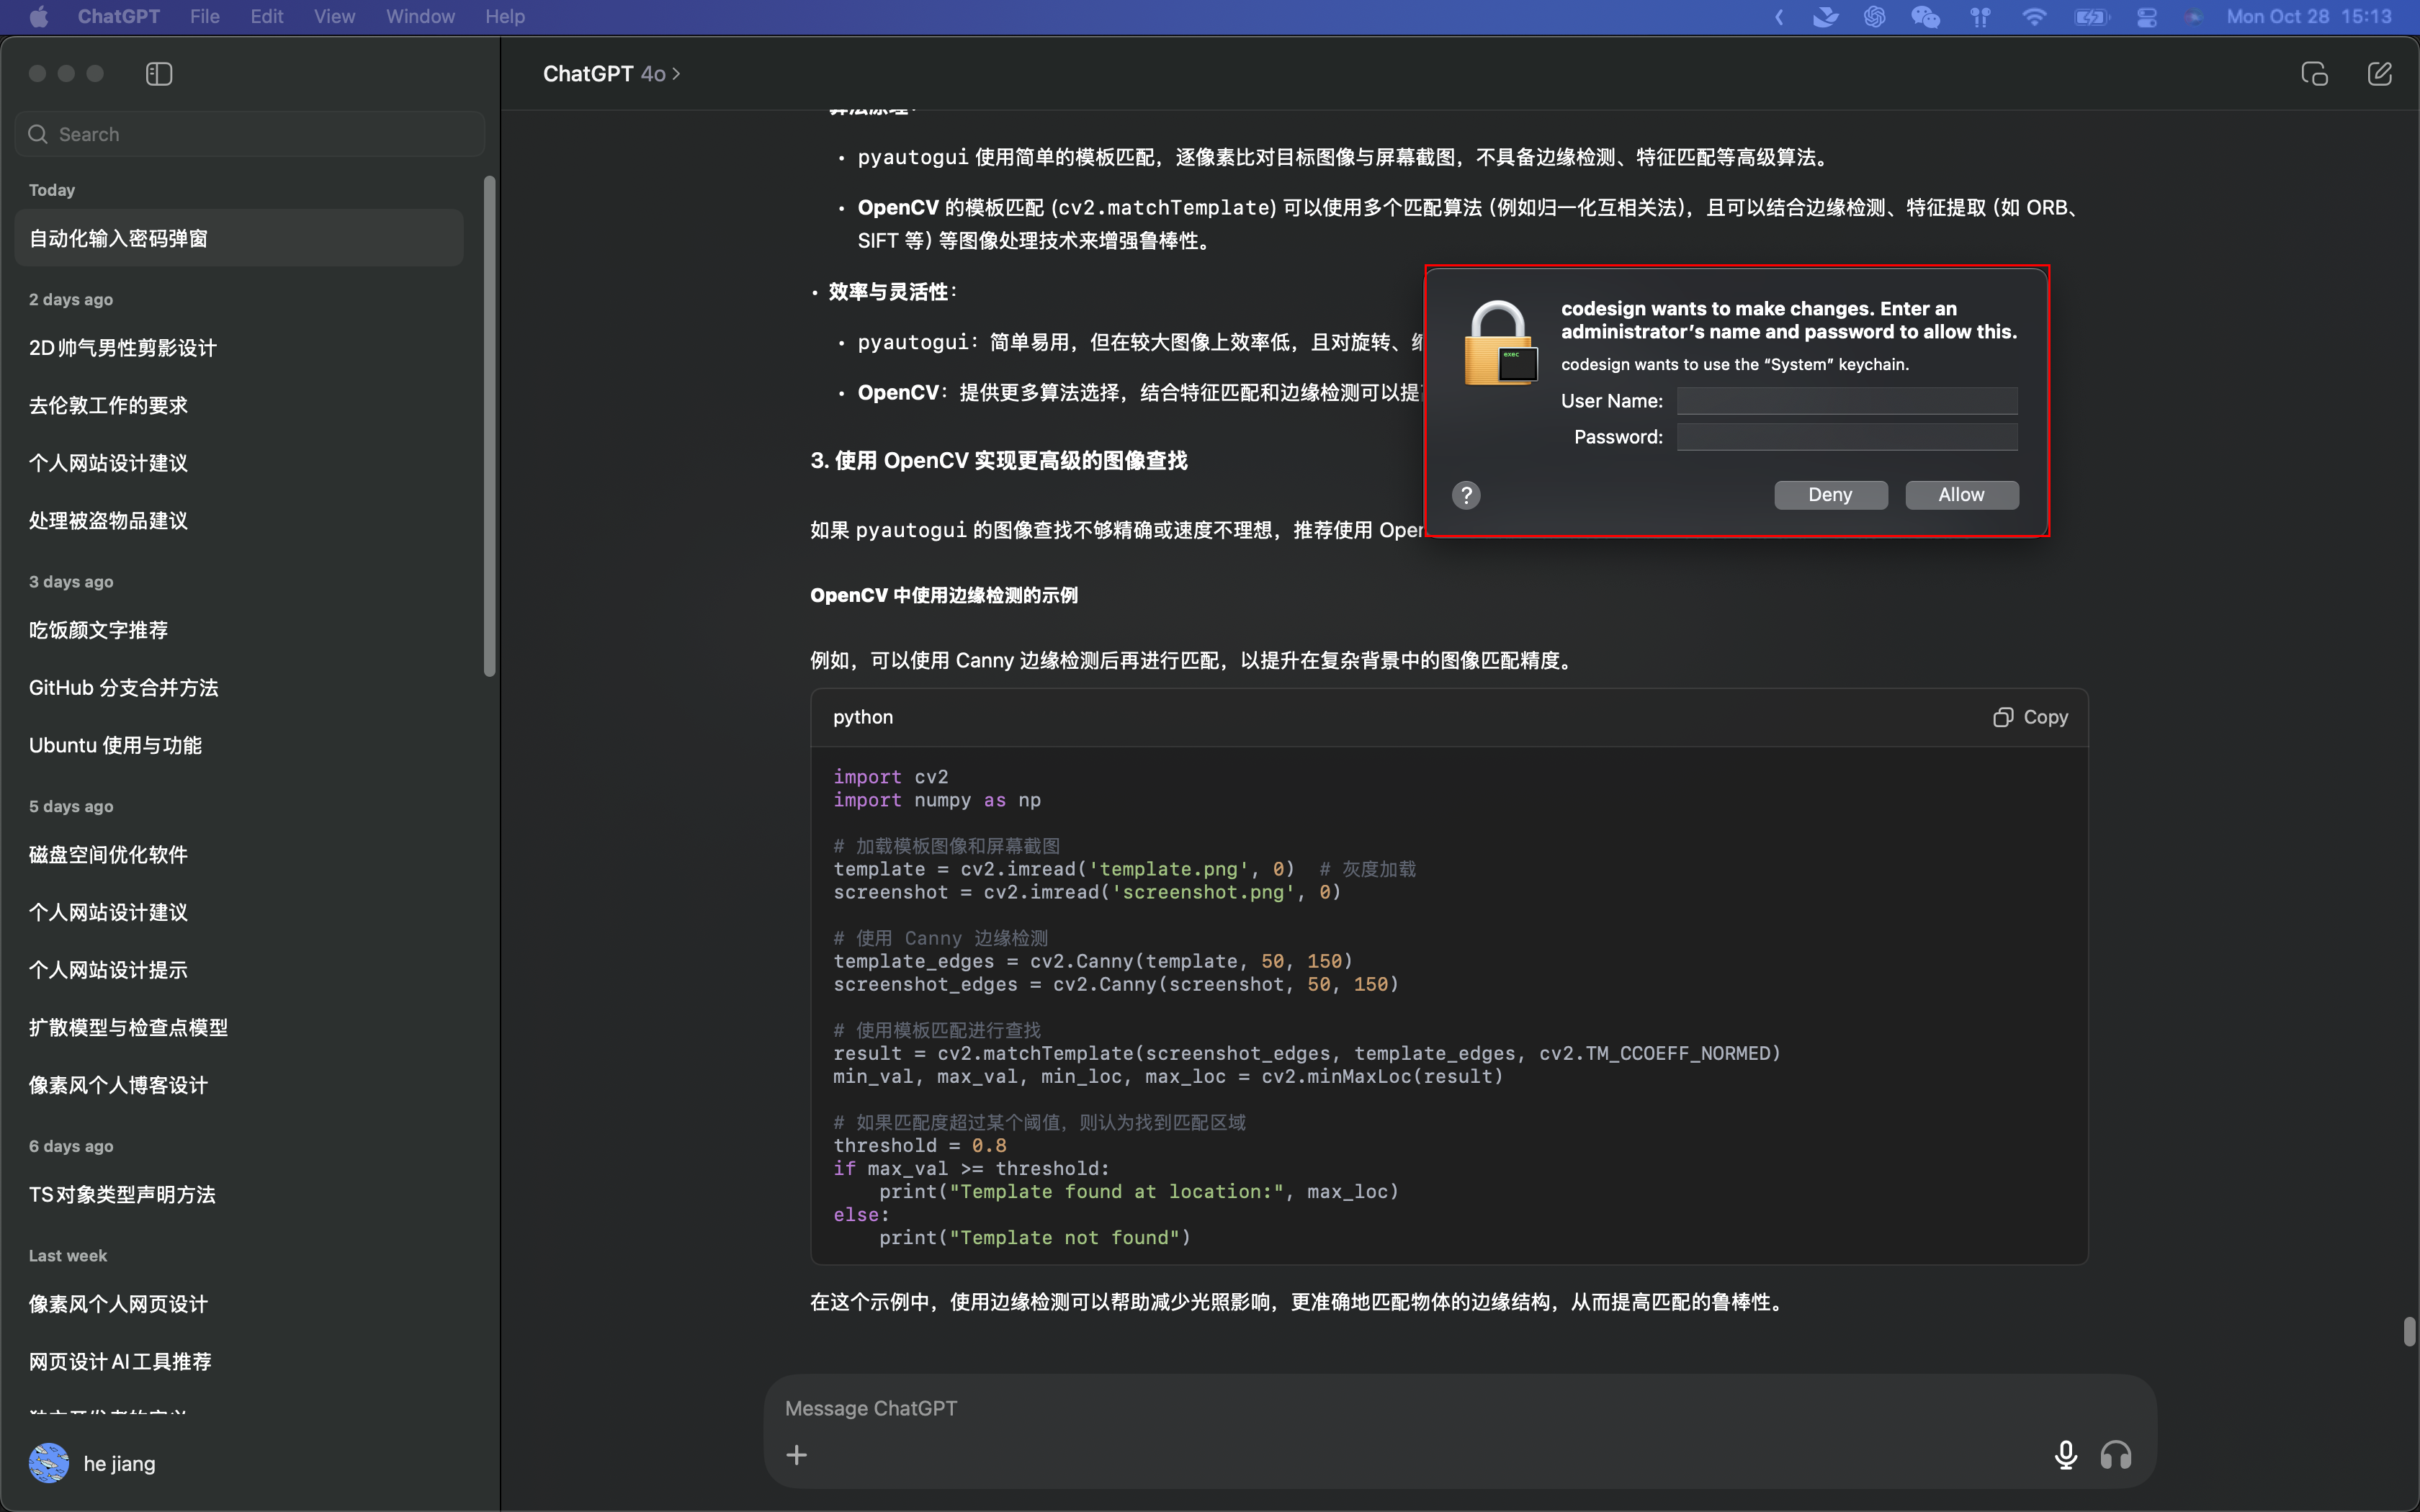 ChatGPT File Edit View Window Help
Mon Oct 28 15:13
Search
Today
自动化输入密码弹窗
2 days ago
2D帅气男性剪影设计
去伦敦工作的要求
个人网站设计建议
处理被盗物品建议
3 days ago
吃饭颜文字推荐
GitHub 分支合并方法
Ubuntu 使用与功能
5 days ago
磁盘空间优化软件
个人网站设计建议
个人网站设计提示
扩散模型与检查点模型
像素风个人博客设计
6 days ago
TS对象类型声明方法
Last week
像素风个人网页设计
网页设计AI工具推荐
he jiang
ChatGPT 4o
• pyautogui 使用简单的模板匹配，逐像素比对目标图像与屏幕截图，不具备边缘检测、特征匹配等高级算法。
• OpenCV 的模板匹配 (cv2.matchTemplate) 可以使用多个匹配算法（例如归一化互相关法），且可以结合边缘检测、特征提取（如 ORB、
SIFT 等）等图像处理技术来增强鲁棒性。
• 效率与灵活性：
• pyautogui：简单易用，但在较大图像上效率低，且对旋转、
• OpenCV：提供更多算法选择，结合特征匹配和边缘检测可以提
3. 使用 OpenCV 实现更高级的图像查找
如果 pyautogui 的图像查找不够精确或速度不理想，推荐使用
OpenCV 中使用边缘检测的示例
例如，可以使用 Canny 边缘检测后再进行匹配，以提升在复杂背景中的图像匹配精度。
python
Copy
import cv2
import numpy as np
# 加载模板图像和屏幕截图
template = cv2.imread('template.png', 0)  # 灰度加载
screenshot = cv2.imread('screenshot.png', 0)
# 使用 Canny 边缘检测
template_edges = cv2.Canny(template, 50, 150)
screenshot_edges = cv2.Canny(screenshot, 50, 150)
# 使用模板匹配进行查找
result = cv2.matchTemplate(screenshot_edges, template_edges, cv2.TM_CCOEFF_NORMED)
min_val, max_val, min_loc, max_loc = cv2.minMaxLoc(result)
# 如果匹配度超过某个阈值，则认为找到匹配区域
threshold = 0.8
if max_val >= threshold:
    print("Template found at location:", max_loc)
else:
    print("Template not found")
在这个示例中，使用边缘检测可以帮助减少光照影响，更准确地匹配物体的边缘结构，从而提高匹配的鲁棒性。
Message ChatGPT
codesign wants to make changes. Enter an
administrator's name and password to allow this.
codesign wants to use the “System” keychain.
exec
User Name:
Password:
?
Deny
Allow